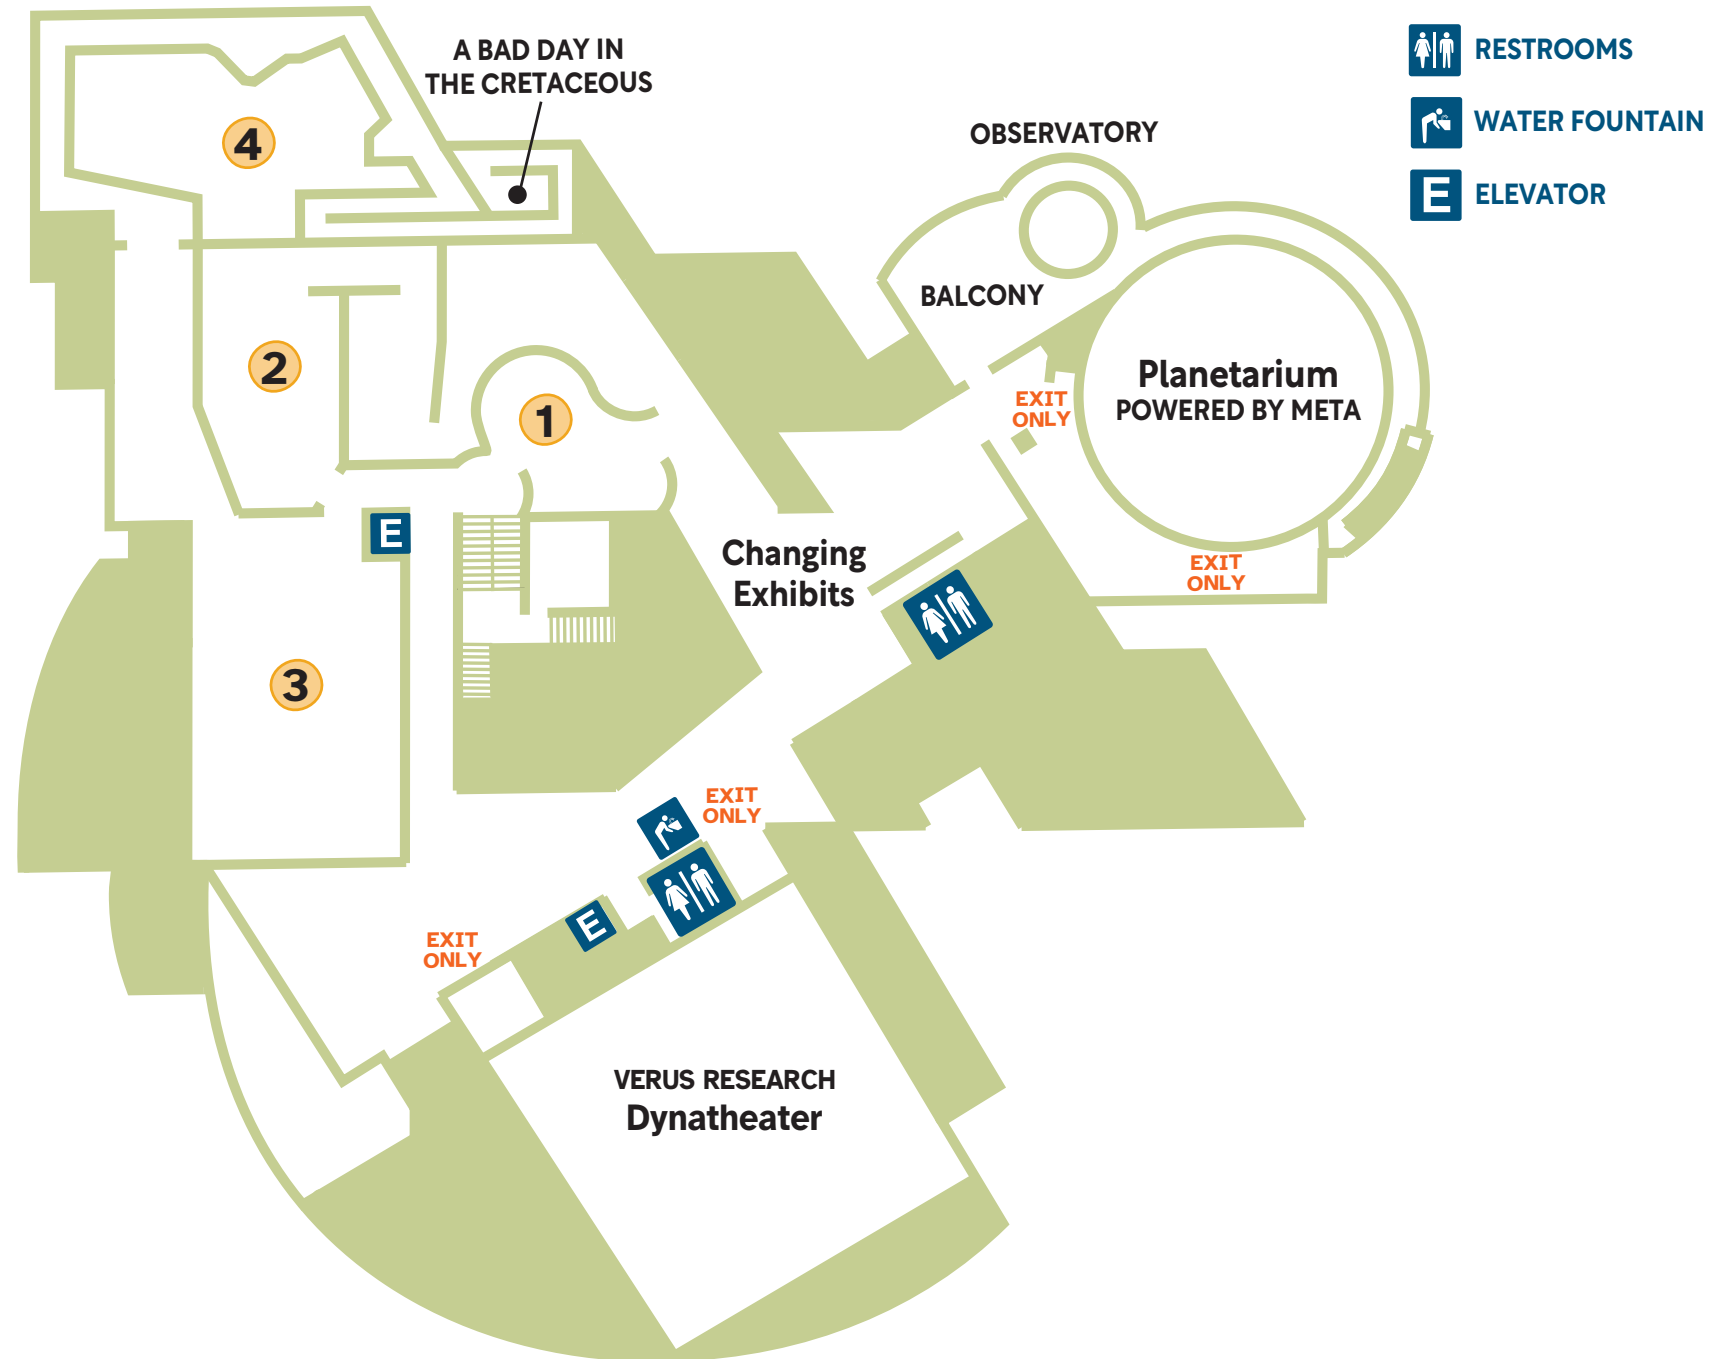 A BAD DAY IN
THE CRETACEOUS
RESTROOMS
WATER FOUNTAIN
E ELEVATOR
OBSERVATORY
BALCONY
4
2
1
3
E
EXIT
ONLY
Planetarium
POWERED BY META
Changing
Exhibits
EXIT
ONLY
EXIT
ONLY
E
EXIT
ONLY
VERUS RESEARCH
Dynatheater